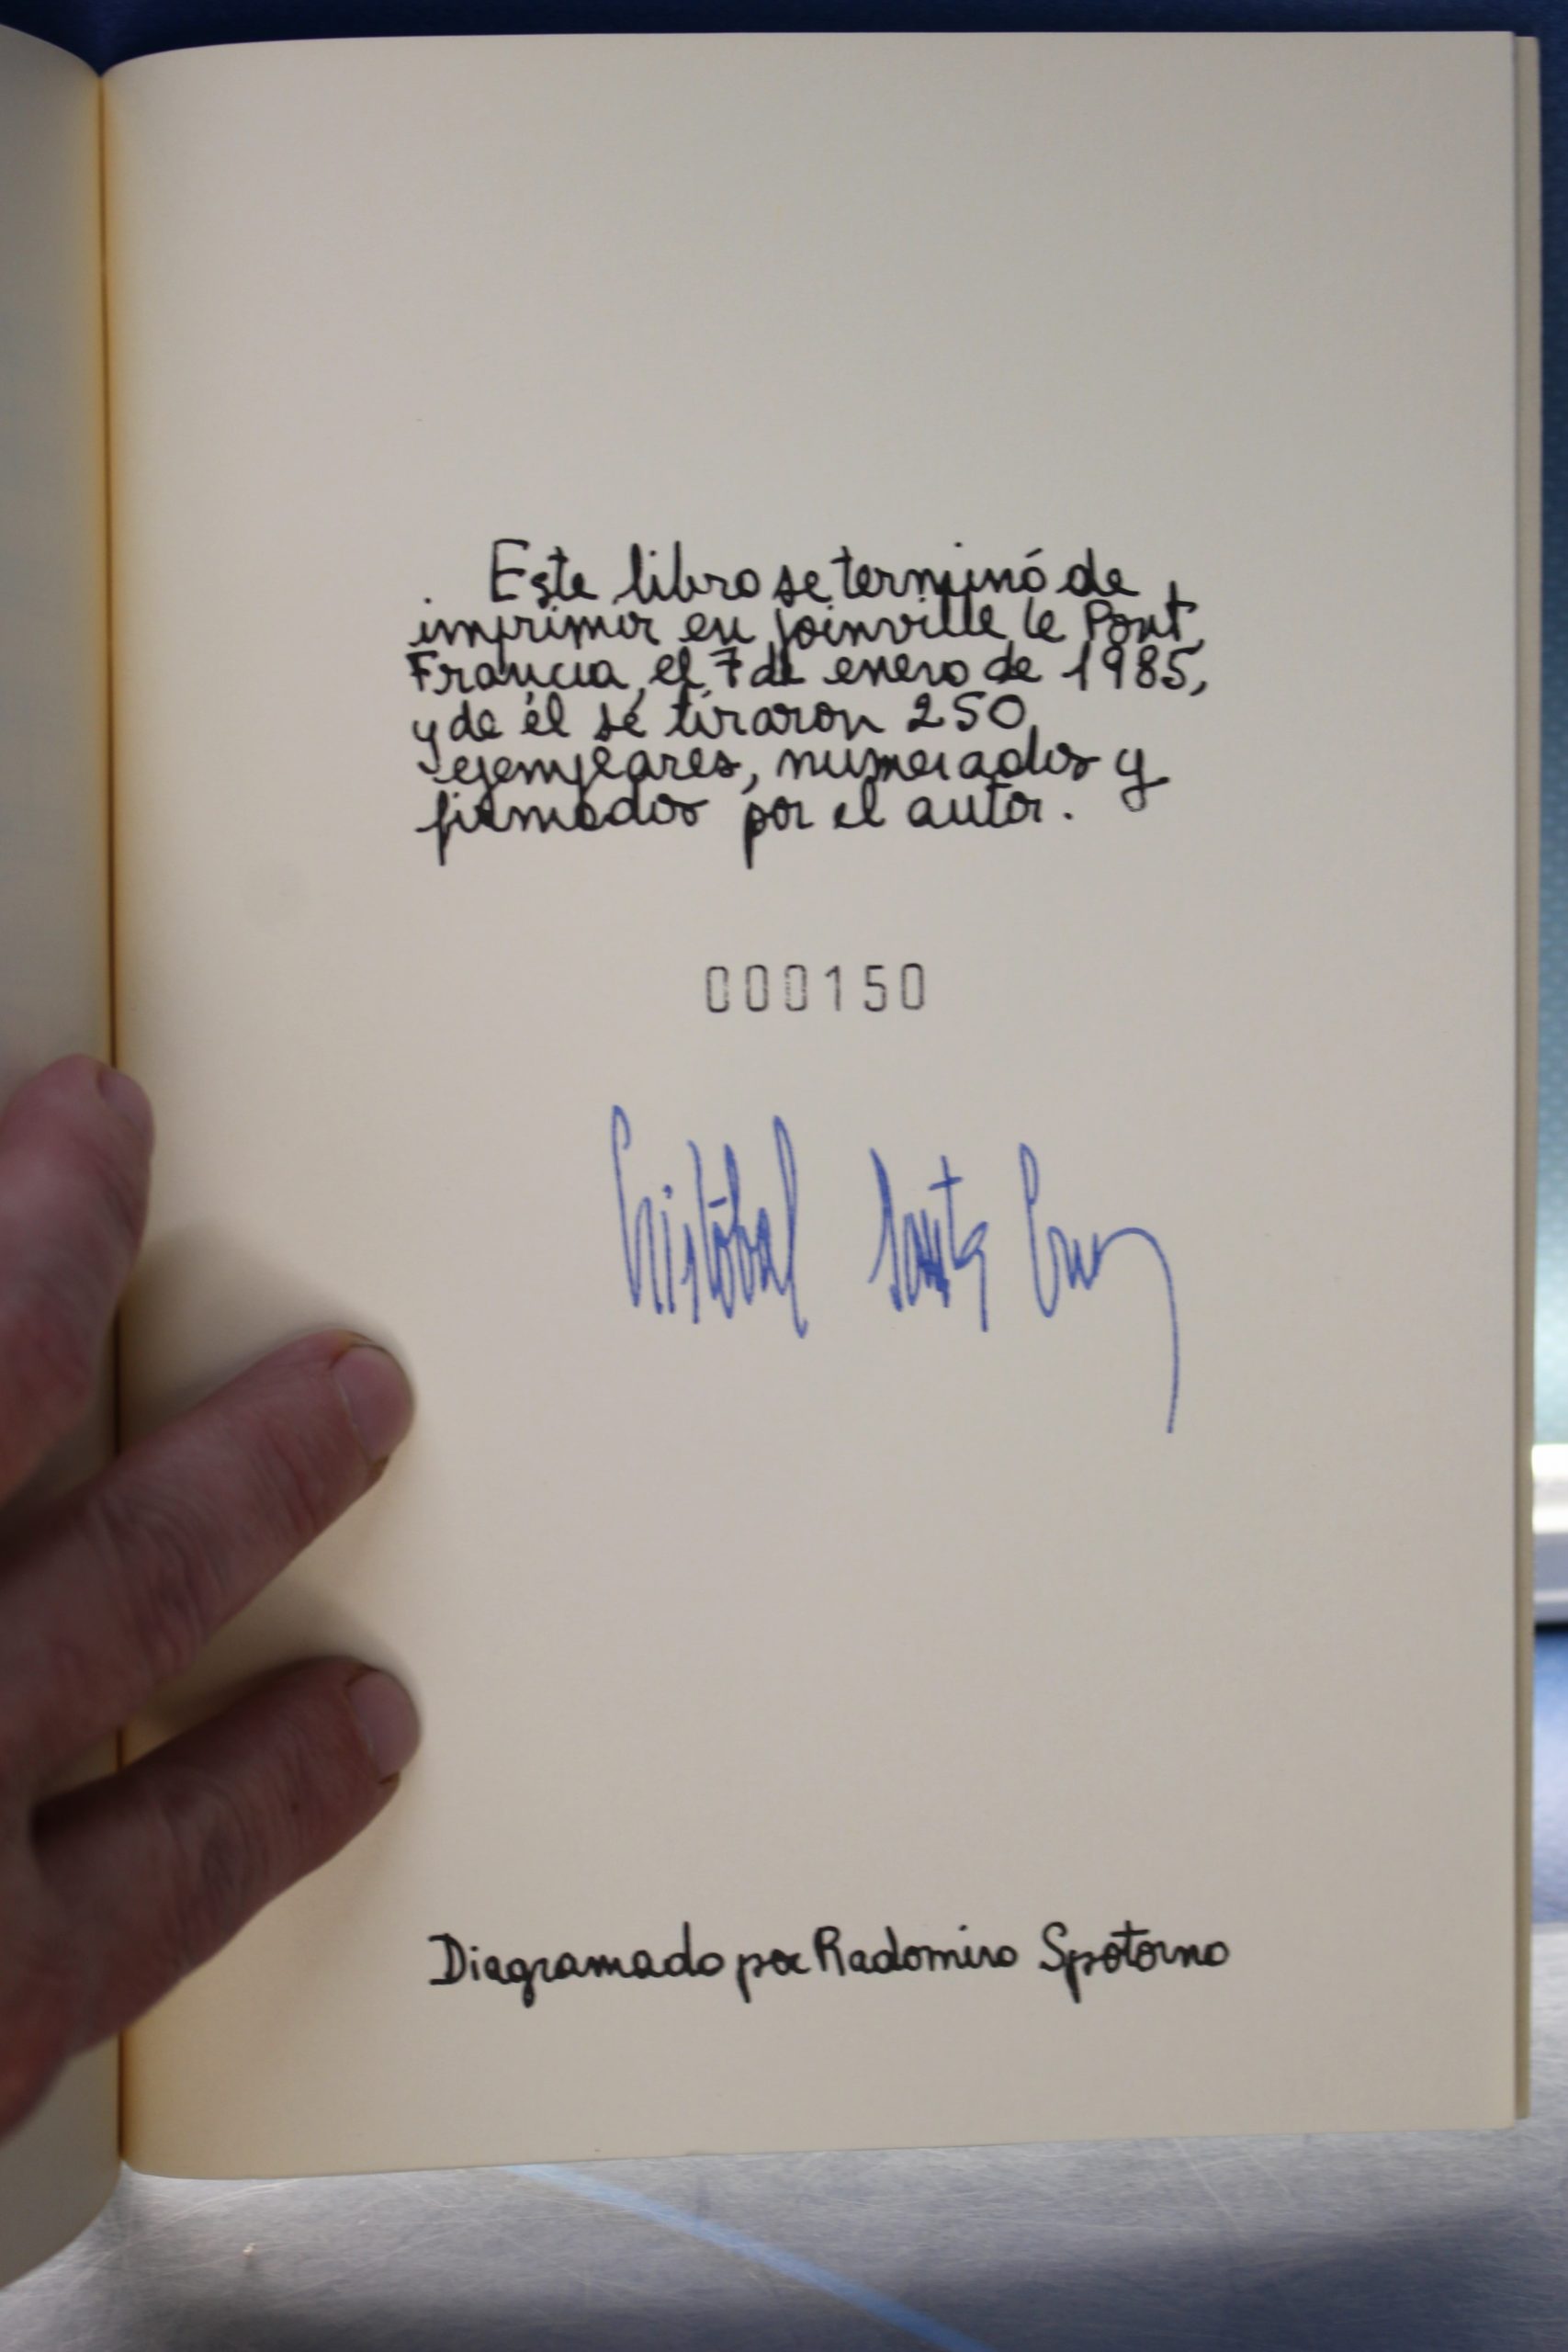 Este libro se terminó de
imprimir en Joinville le Pont,
Francia, el 7 de enero de 1985,
y de él se tiraron 250
ejemplares, numerados y
firmados por el autor.
000150
Cristóbal Santa Cruz
Diagramado por Radomiro Spotorno